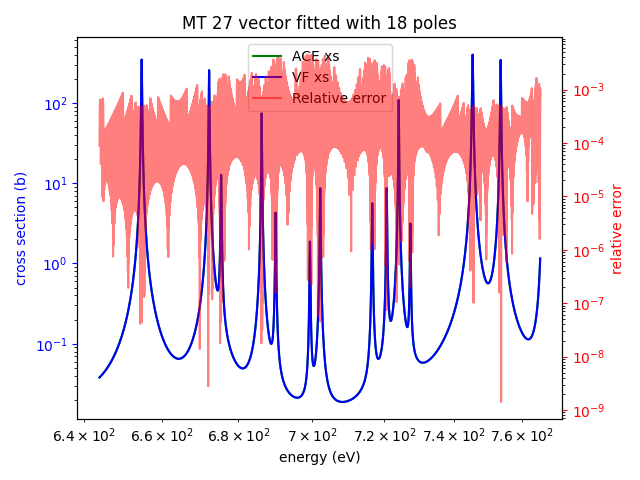 MT 27 vector fitted with 18 poles
ACE xs
VF xs
Relative error
cross section (b)
10²
10¹
10⁰
10⁻¹
relative error
10⁻³
10⁻⁴
10⁻⁵
10⁻⁶
10⁻⁷
10⁻⁸
10⁻⁹
6.4 × 10² 6.6 × 10² 6.8 × 10² 7 × 10² 7.2 × 10² 7.4 × 10² 7.6 × 10²
energy (eV)